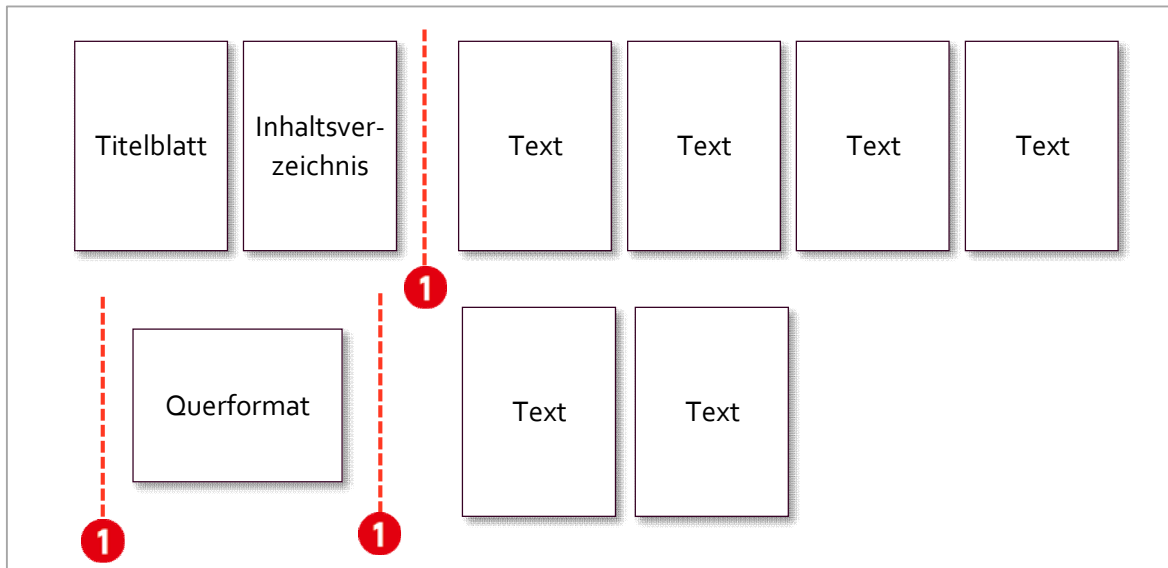 Titelblatt
Inhaltsver-
zeichnis
Text
Text
Text
Text
1
Querformat
Text
Text
1
1